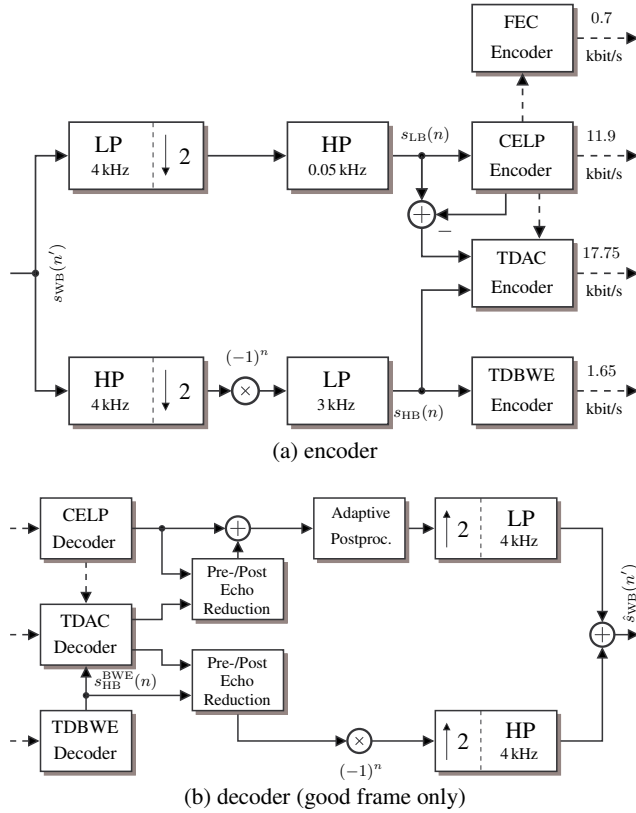 FEC
Encoder
0.7
kbit/s
LP
4 kHz
↓ 2
HP
0.05 kHz
s_LB(n)
CELP
Encoder
11.9
kbit/s
+
−
s_WB(n′)
TDAC
Encoder
17.75
kbit/s
HP
4 kHz
↓ 2
(−1)^n
×
LP
3 kHz
s_HB(n)
TDBWE
Encoder
1.65
kbit/s
(a) encoder
CELP
Decoder
+
Adaptive
Postproc.
↑ 2
LP
4 kHz
Pre-/Post
Echo
Reduction
TDAC
Decoder
+
ŝ_WB(n′)
s_HB^BWE(n)
Pre-/Post
Echo
Reduction
TDBWE
Decoder
×
(−1)^n
↑ 2
HP
4 kHz
(b) decoder (good frame only)